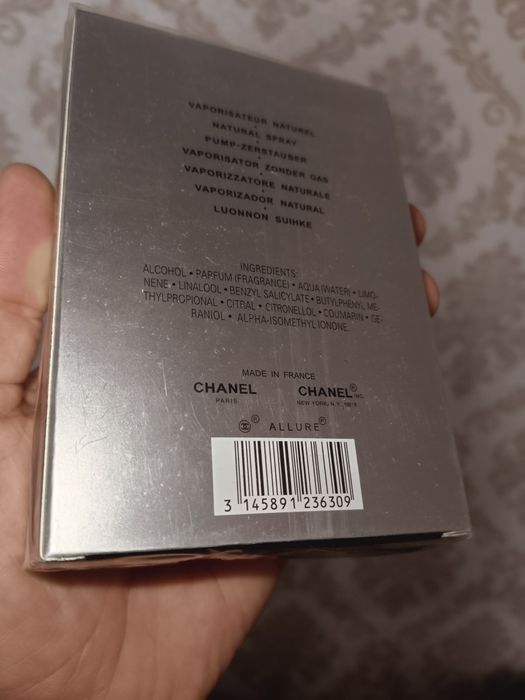 VAPORISATEUR NATUREL
•
NATURAL SPRAY
•
PUMP-ZERSTAUBER
•
VAPORISATOR ZONDER GAS
•
VAPORIZZATORE NATURALE
•
VAPORIZADOR NATURAL
•
LUONNON SUIHKE
INGREDIENTS:
ALCOHOL • PARFUM (FRAGRANCE) • AQUA (WATER) • LIMO-
NENE • LINALOOL • BENZYL SALICYLATE • BUTYLPHENYL ME-
THYLPROPIONAL • CITRAL • CITRONELLOL • COUMARIN • GE-
RANIOL • ALPHA-ISOMETHYL IONONE.
MADE IN FRANCE
CHANEL CHANEL® INC.
PARIS NEW YORK, N.Y.
® ALLURE®
3 145891 236309